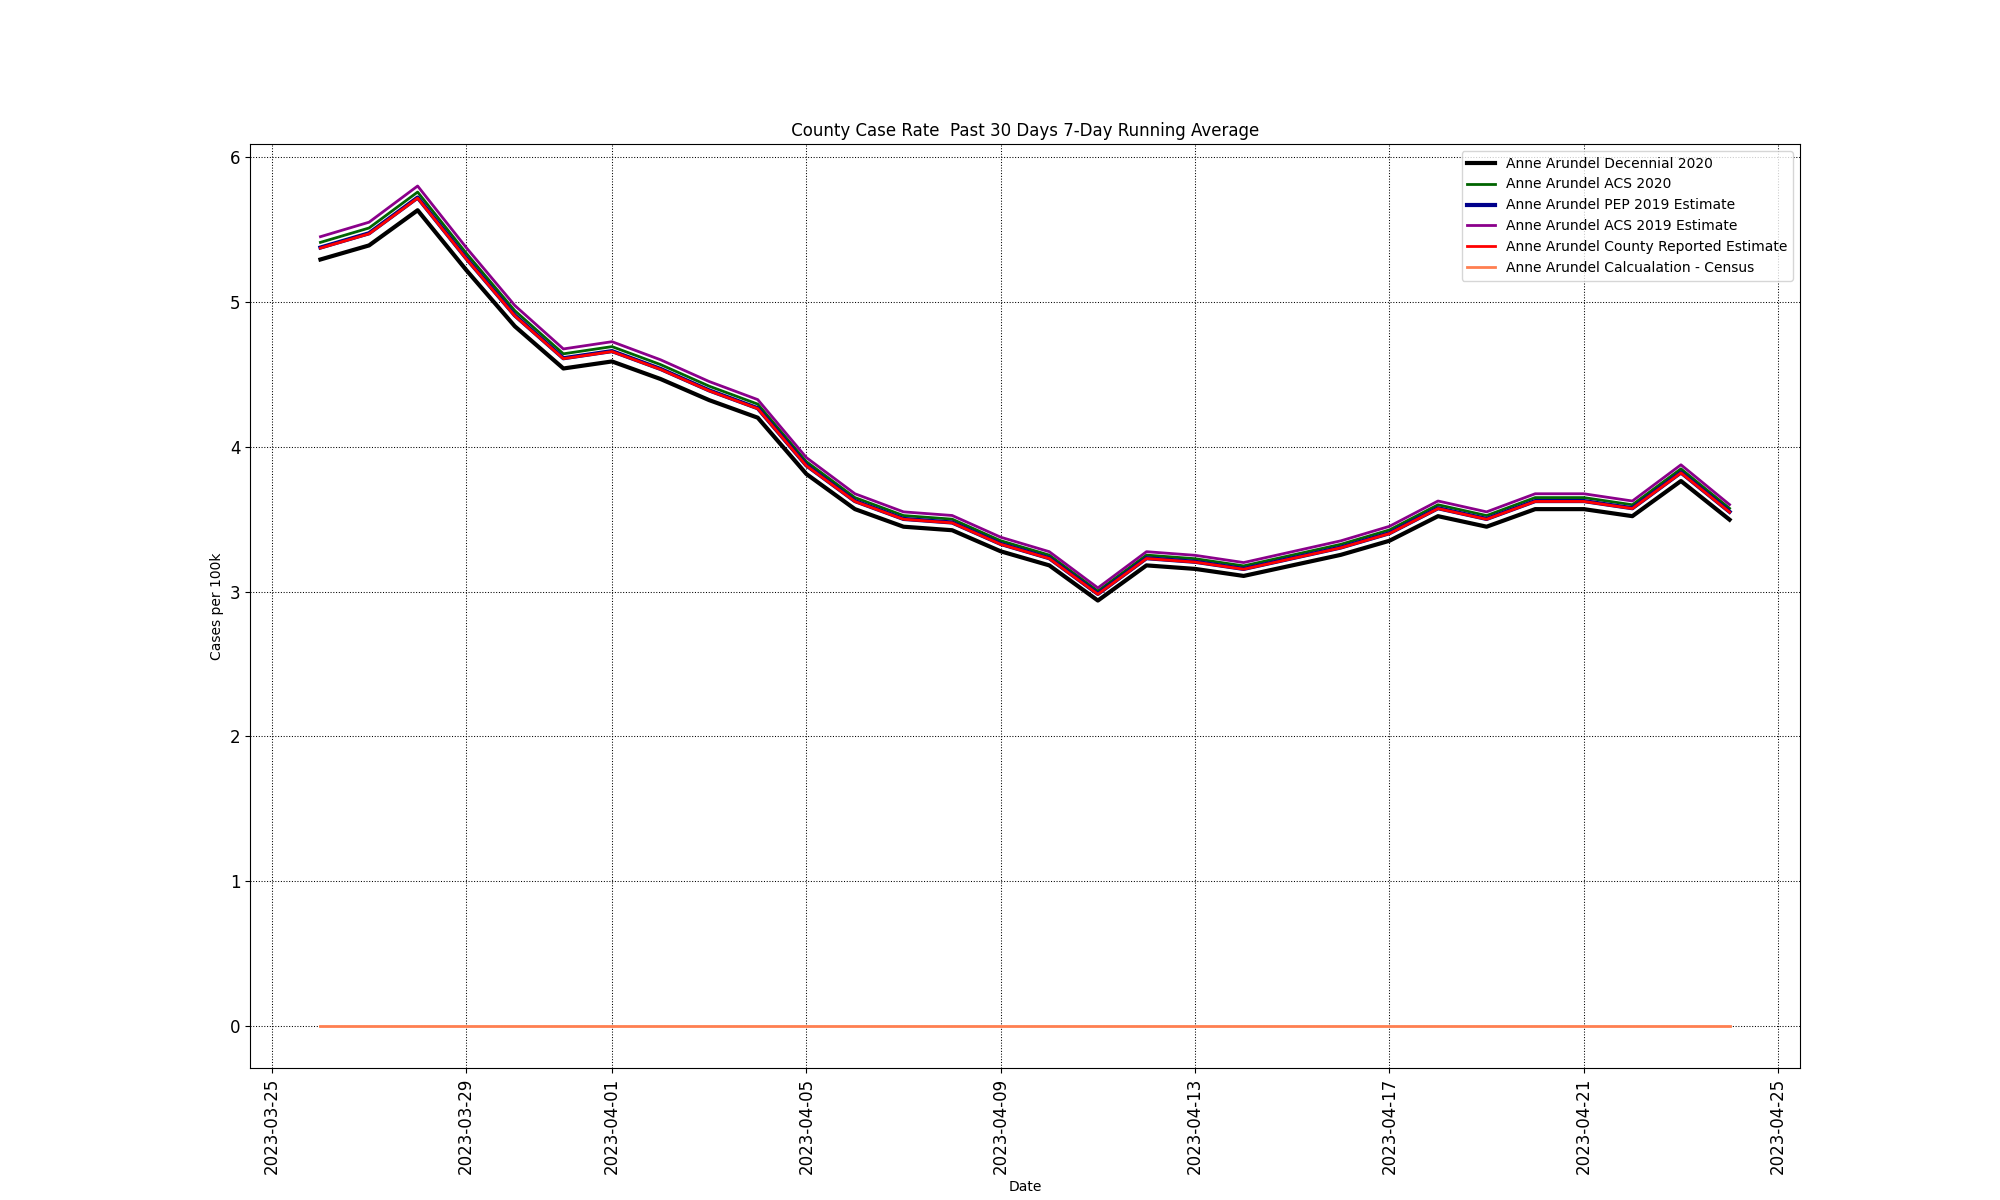 County Case Rate  Past 30 Days 7-Day Running Average
Anne Arundel Decennial 2020
Anne Arundel ACS 2020
Anne Arundel PEP 2019 Estimate
Anne Arundel ACS 2019 Estimate
Anne Arundel County Reported Estimate
Anne Arundel Calcualation - Census
6
5
4
3
2
1
0
Cases per 100k
2023-03-25
2023-03-29
2023-04-01
2023-04-05
2023-04-09
2023-04-13
2023-04-17
2023-04-21
2023-04-25
Date